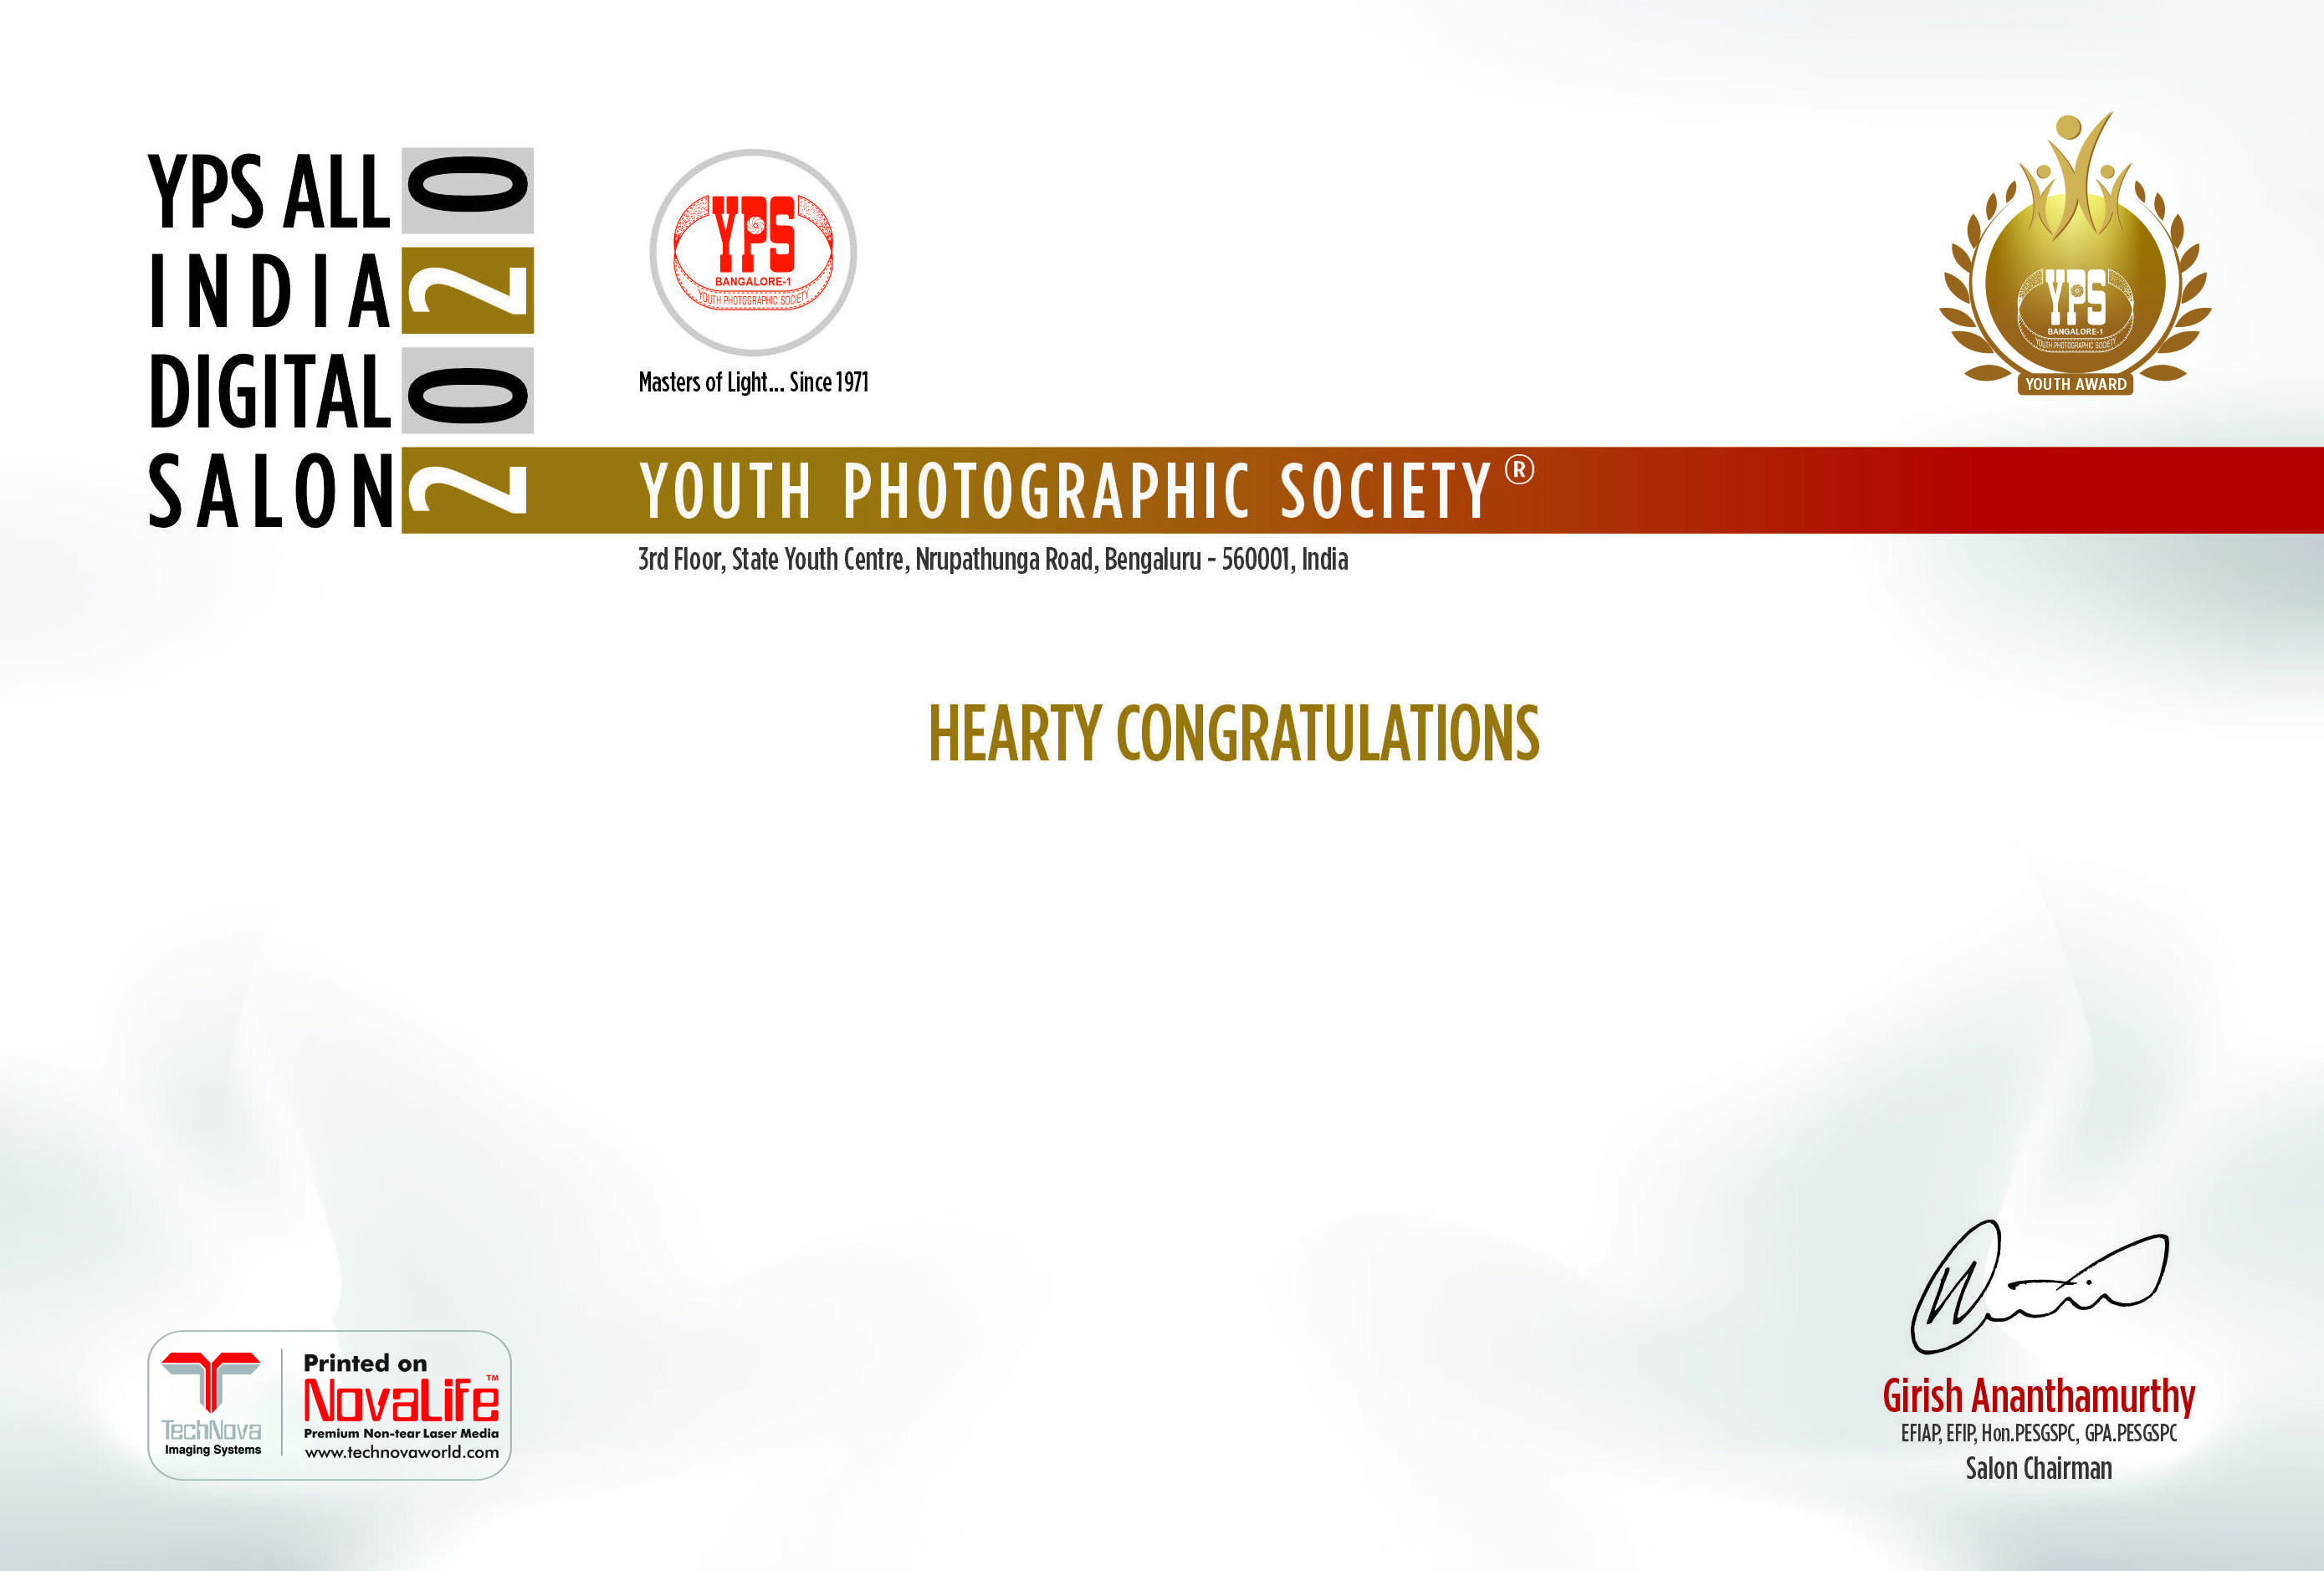 YPS ALL
INDIA
DIGITAL
SALON
2020
YPS
BANGALORE-1
YOUTH PHOTOGRAPHIC SOCIETY
Masters of Light... Since 1971
YPS
BANGALORE-1
YOUTH PHOTOGRAPHIC SOCIETY
YOUTH AWARD
YOUTH PHOTOGRAPHIC SOCIETY®
3rd Floor, State Youth Centre, Nrupathunga Road, Bengaluru - 560001, India
HEARTY CONGRATULATIONS
TechNova
Imaging Systems
Printed on
NovaLife™
Premium Non-tear Laser Media
www.technovaworld.com
Girish Ananthamurthy
EFIAP, EFIP, Hon.PESGSPC, GPA.PESGSPC
Salon Chairman